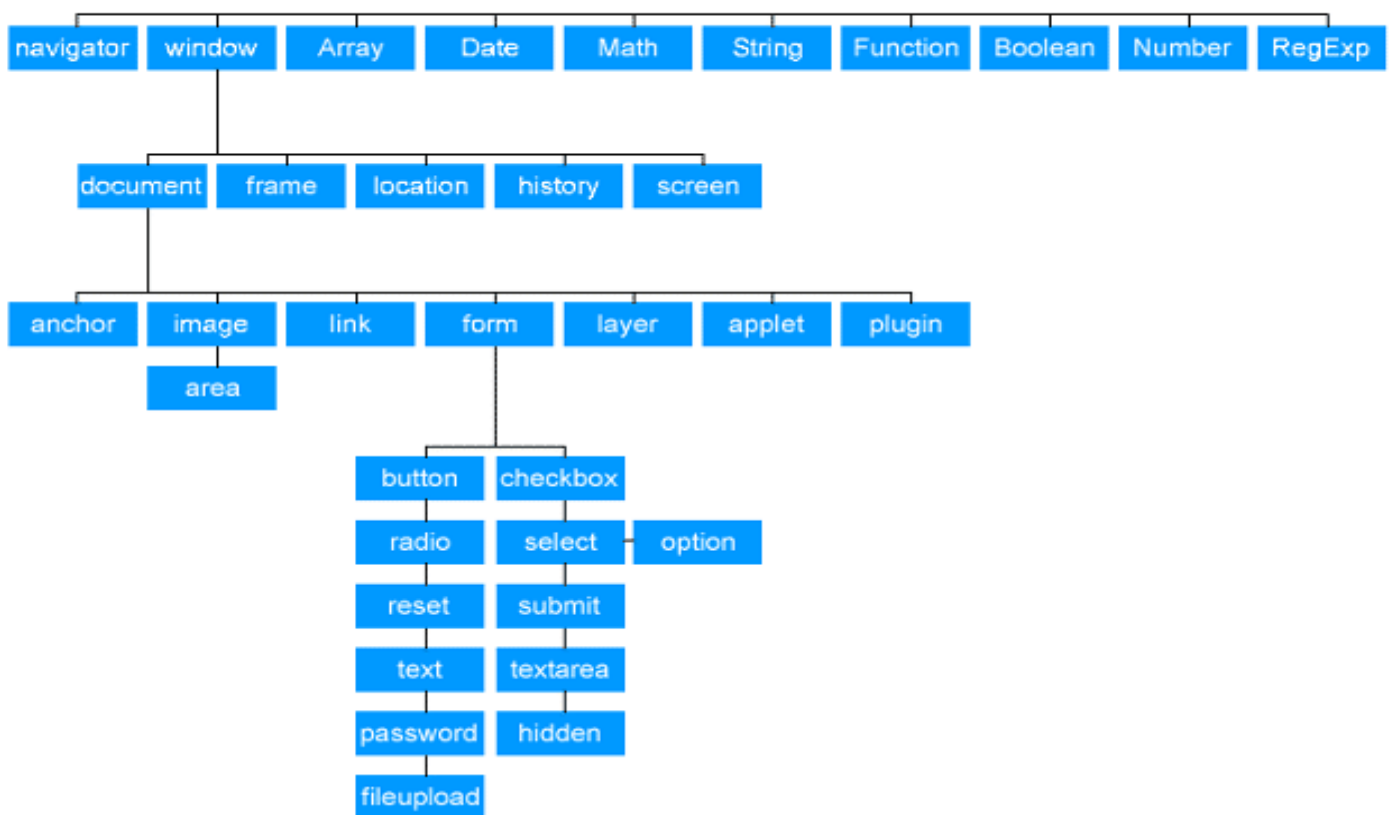 navigator window Array Date Math String Function Boolean Number RegExp
document frame location history screen
anchor image link form layer applet plugin
area
button checkbox
radio select option
reset submit
text textarea
password hidden
fileupload